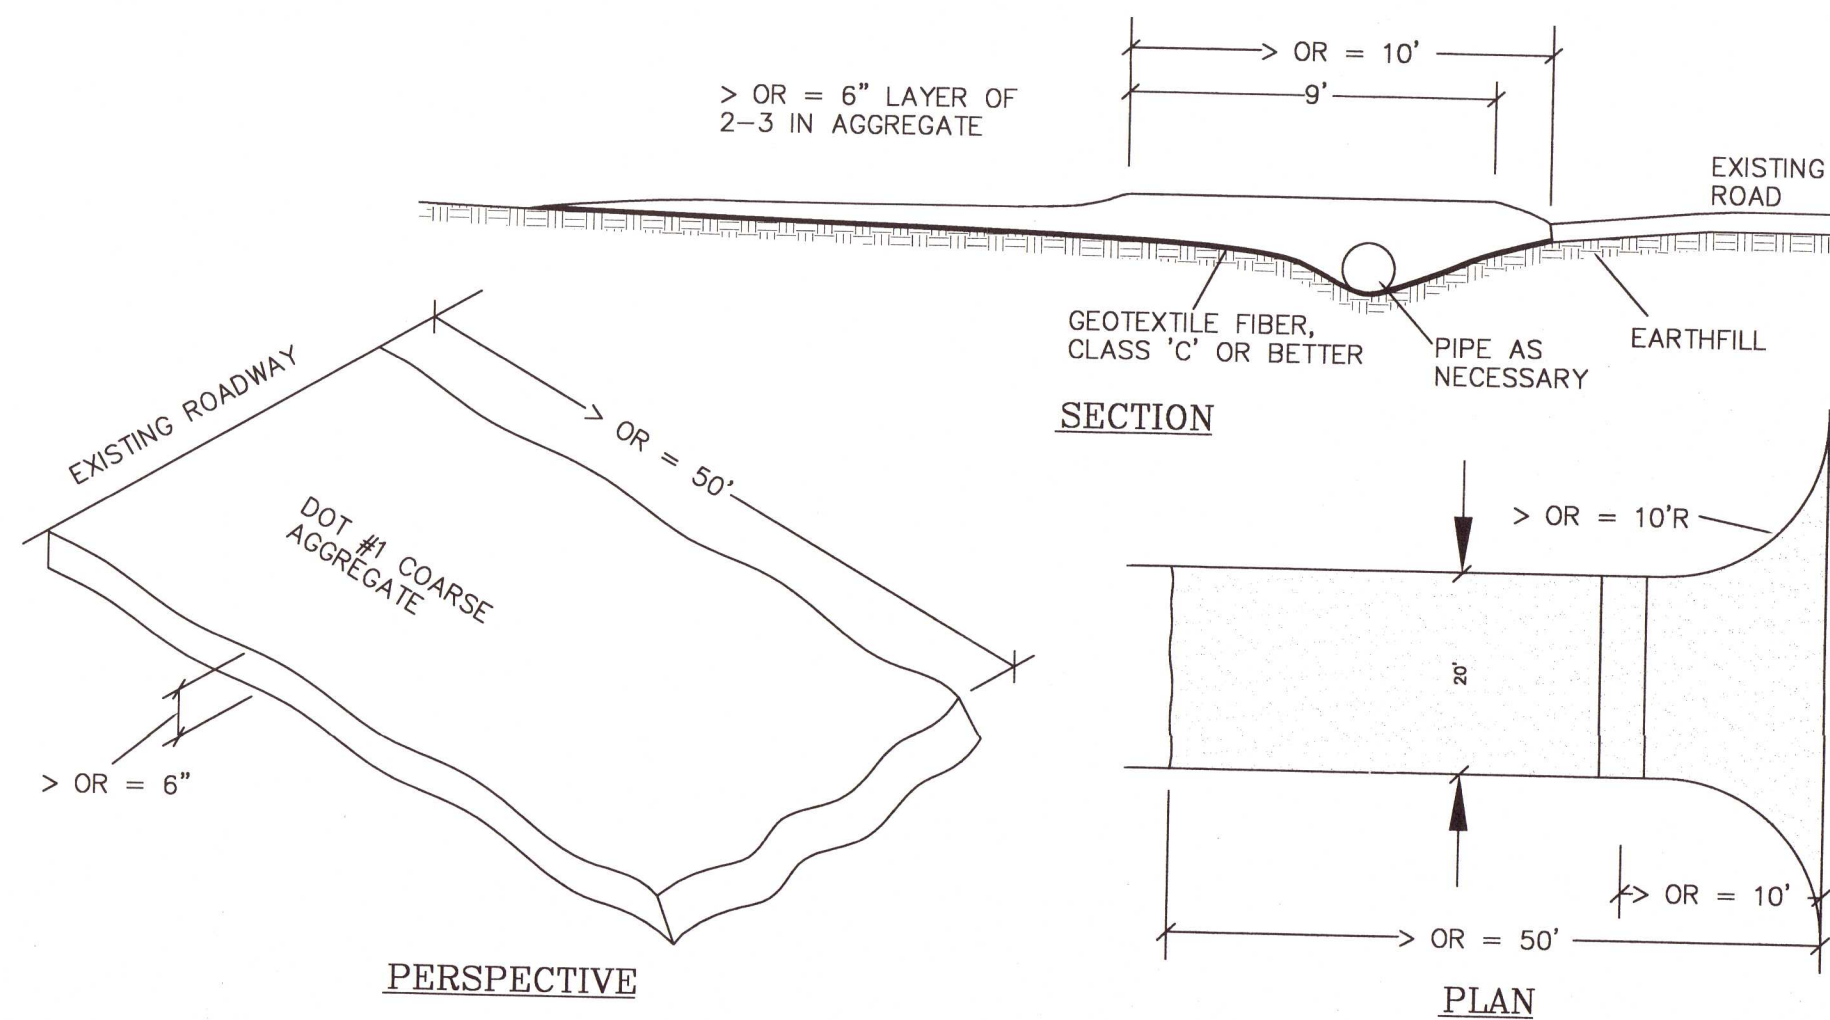 > OR = 10'
9'
> OR = 6" LAYER OF
2-3 IN AGGREGATE
EXISTING
ROAD
GEOTEXTILE FIBER,
CLASS 'C' OR BETTER
PIPE AS
NECESSARY
EARTHFILL
SECTION
EXISTING ROADWAY
> OR = 50'
DOT #1 COARSE
AGGREGATE
> OR = 6"
PERSPECTIVE
> OR = 10'R
20'
> OR = 10'
> OR = 50'
PLAN